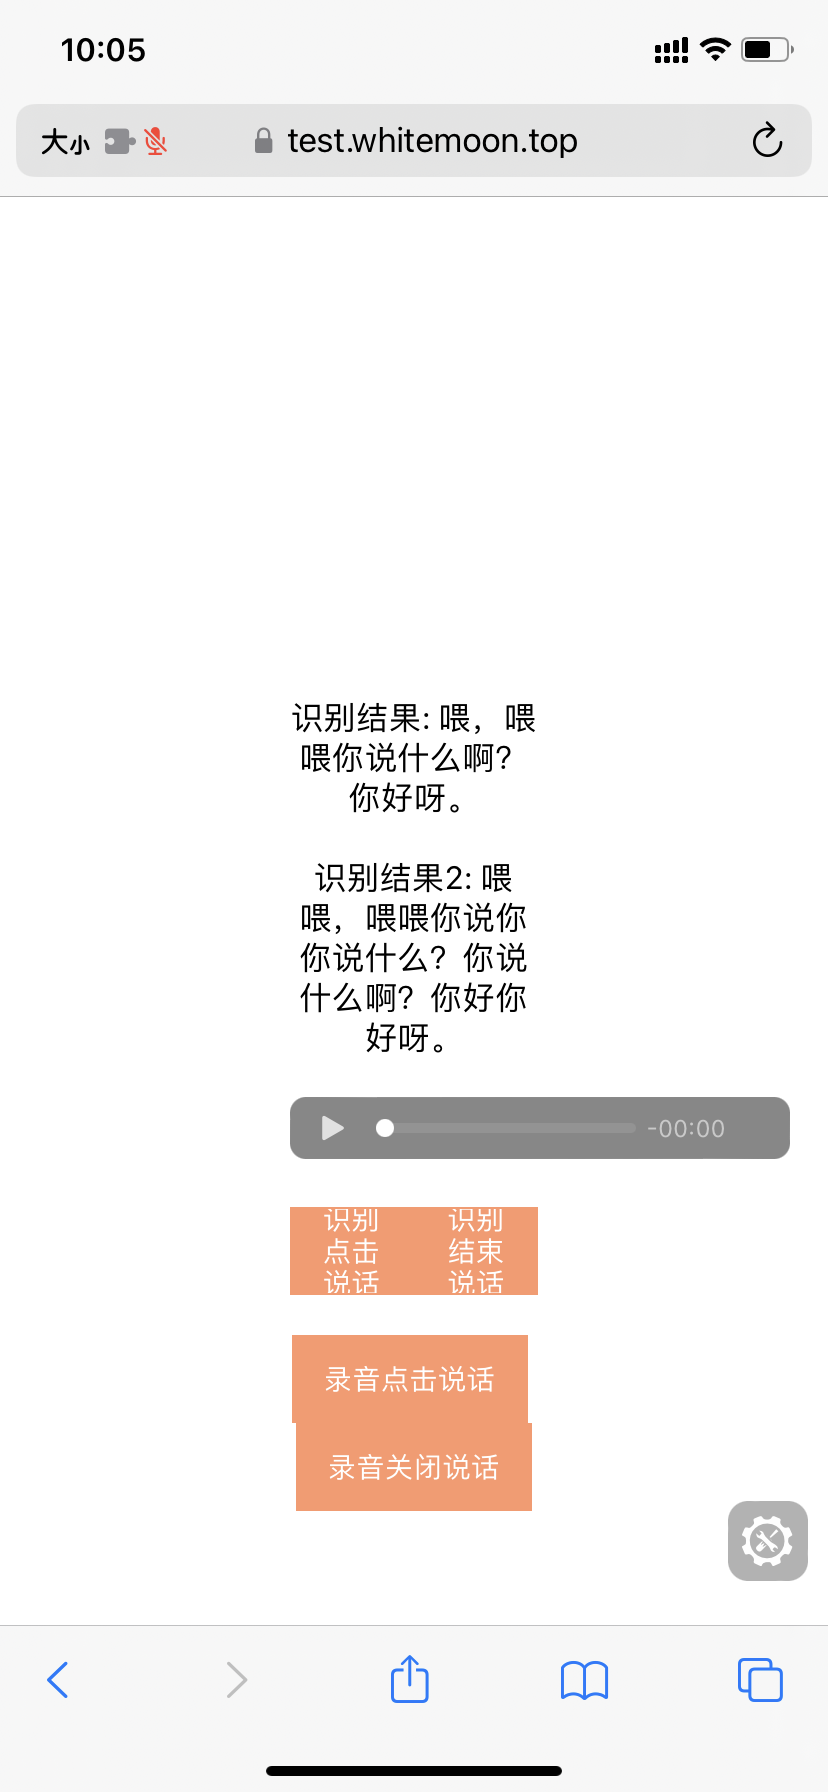 10:05
大小 test.whitemoon.top
识别结果: 喂，喂
喂你说什么啊？
你好呀。
识别结果2: 喂
喂，喂喂你说你
你说什么？你说
什么啊？你好你
好呀。
-00:00
识别 识别
点击 结束
说话 说话
录音点击说话
录音关闭说话